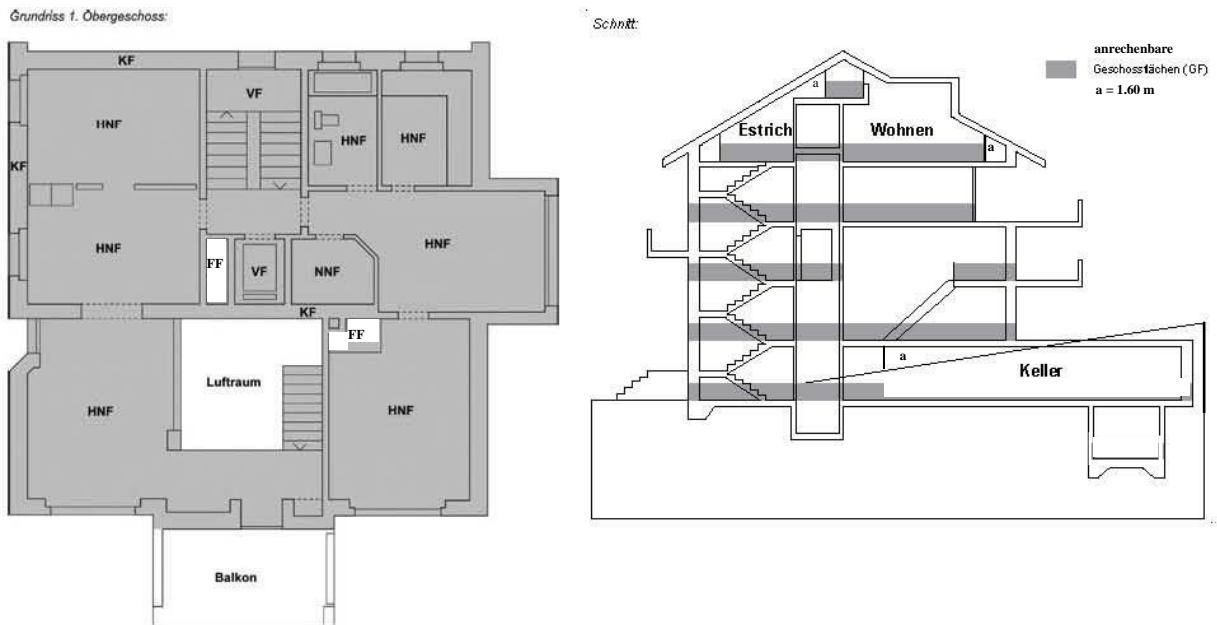 Grundriss 1. Obergeschoss:
KF
VF
HNF
HNF
HNF
KF
HNF
HNF
FF
VF
NNF
KF
FF
Luftraum
HNF
HNF
Balkon
Schnitt:
anrechenbare
Geschossflächen (GF)
a = 1.60 m
a
Estrich
Wohnen
a
a
Keller